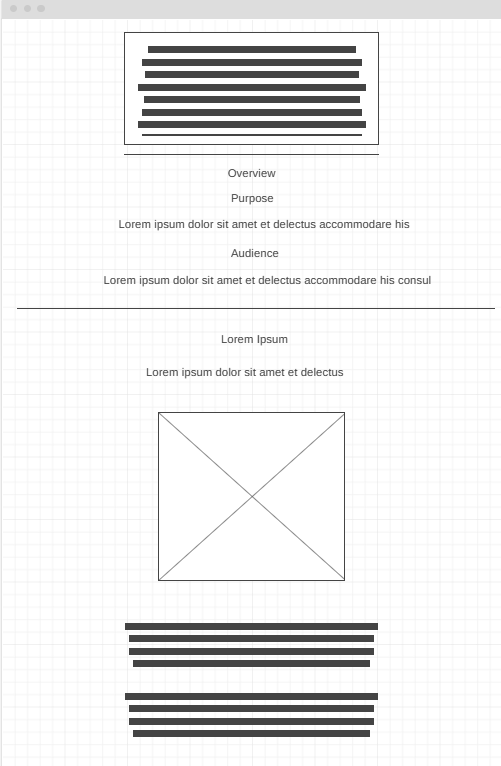 Overview
Purpose
Lorem ipsum dolor sit amet et delectus accommodare his
Audience
Lorem ipsum dolor sit amet et delectus accommodare his consul
Lorem Ipsum
Lorem ipsum dolor sit amet et delectus